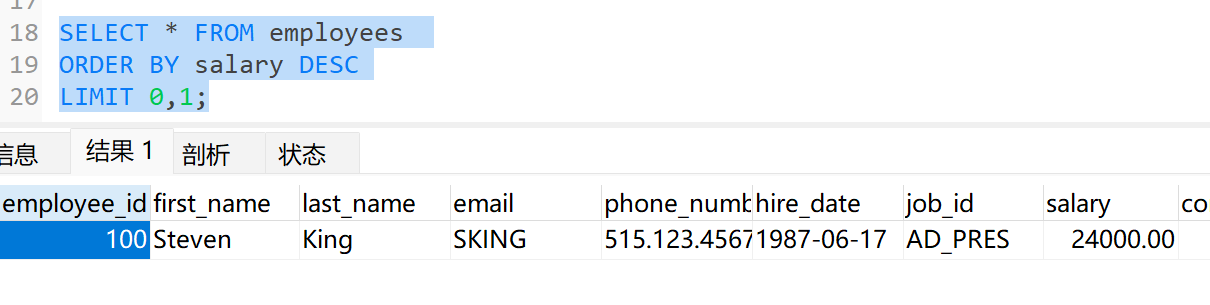 17
18 SELECT * FROM employees
19 ORDER BY salary DESC
20 LIMIT 0,1;
信息 结果 1 剖析 状态
employee_id first_name last_name email phone_numb hire_date job_id salary co
100 Steven King SKING 515.123.4567 1987-06-17 AD_PRES 24000.00